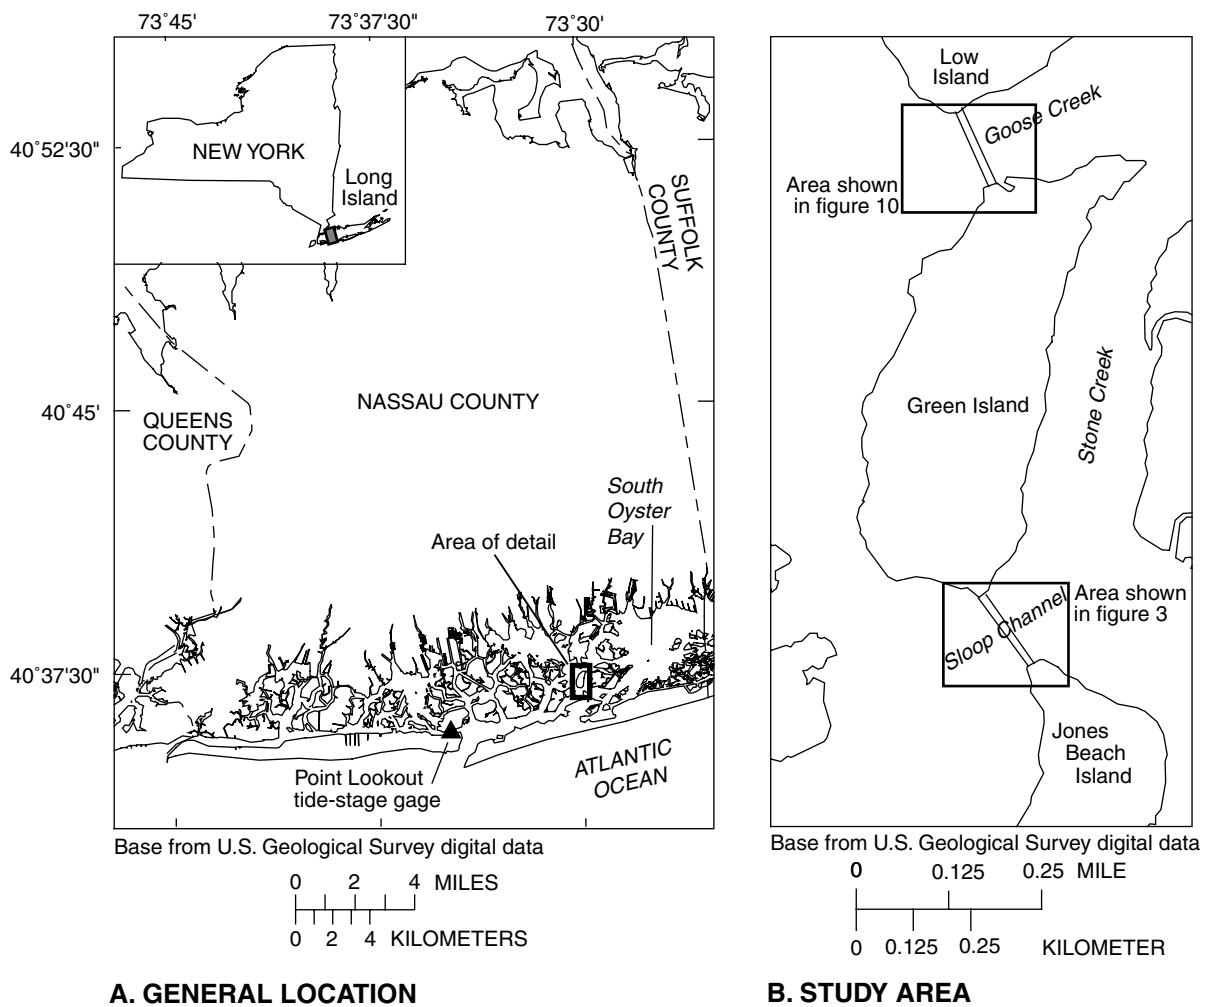 73°45'
73°37'30"
73°30'
40°52'30"
40°45'
40°37'30"
NEW YORK
Long
Island
SUFFOLK
COUNTY
QUEENS
COUNTY
NASSAU COUNTY
South
Oyster
Bay
Area of detail
Point Lookout
tide-stage gage
ATLANTIC
OCEAN
Base from U.S. Geological Survey digital data
0 2 4 MILES
0 2 4 KILOMETERS
A. GENERAL LOCATION
Low
Island
Goose Creek
Area shown
in figure 10
Green Island
Stone Creek
Sloop Channel
Area shown
in figure 3
Jones
Beach
Island
Base from U.S. Geological Survey digital data
0 0.125 0.25 MILE
0 0.125 0.25 KILOMETER
B. STUDY AREA